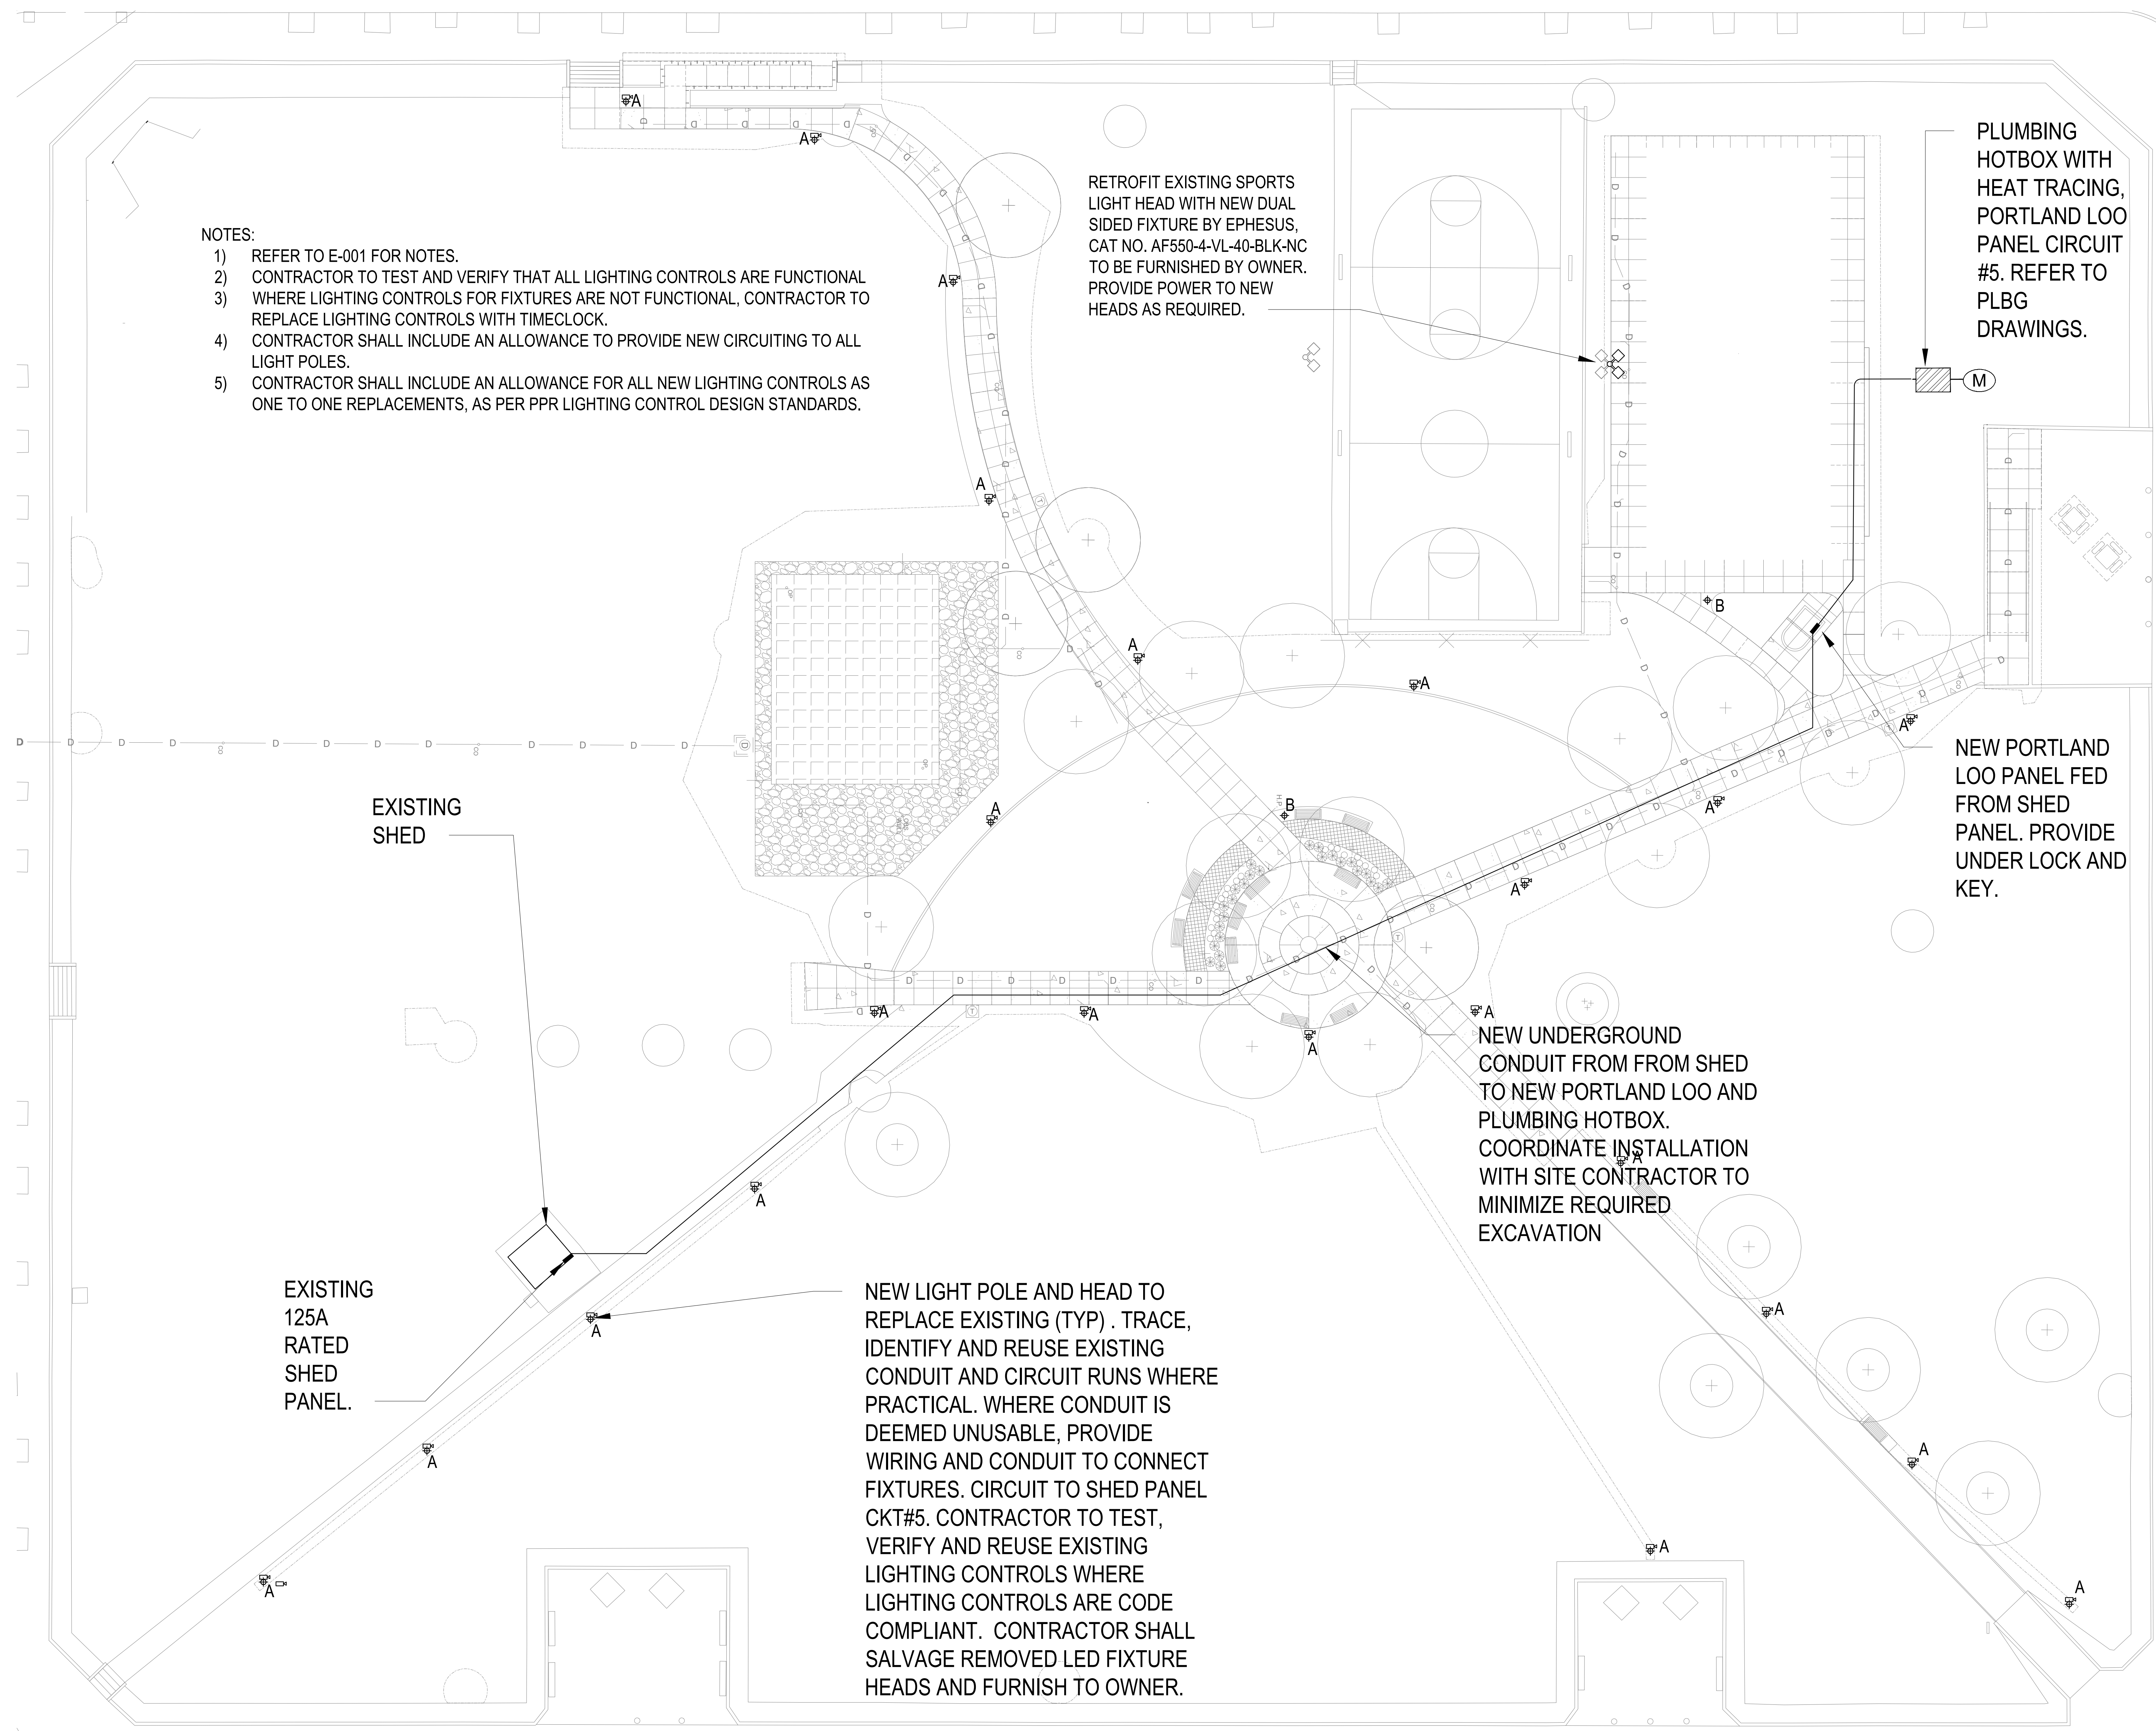 NOTES:
1) REFER TO E-001 FOR NOTES.
2) CONTRACTOR TO TEST AND VERIFY THAT ALL LIGHTING CONTROLS ARE FUNCTIONAL
3) WHERE LIGHTING CONTROLS FOR FIXTURES ARE NOT FUNCTIONAL, CONTRACTOR TO
REPLACE LIGHTING CONTROLS WITH TIMECLOCK.
4) CONTRACTOR SHALL INCLUDE AN ALLOWANCE TO PROVIDE NEW CIRCUITING TO ALL
LIGHT POLES.
5) CONTRACTOR SHALL INCLUDE AN ALLOWANCE FOR ALL NEW LIGHTING CONTROLS AS
ONE TO ONE REPLACEMENTS, AS PER PPR LIGHTING CONTROL DESIGN STANDARDS.
RETROFIT EXISTING SPORTS
LIGHT HEAD WITH NEW DUAL
SIDED FIXTURE BY EPHESUS,
CAT NO. AF550-4-VL-40-BLK-NC
TO BE FURNISHED BY OWNER.
PROVIDE POWER TO NEW
HEADS AS REQUIRED.
PLUMBING
HOTBOX WITH
HEAT TRACING,
PORTLAND LOO
PANEL CIRCUIT
#5. REFER TO
PLBG
DRAWINGS.
M
A
A
A
A
A
A
B
A
NEW PORTLAND
LOO PANEL FED
FROM SHED
PANEL. PROVIDE
UNDER LOCK AND
KEY.
EXISTING
SHED
A
B
A
A
A
A
A
A
NEW UNDERGROUND
CONDUIT FROM FROM SHED
TO NEW PORTLAND LOO AND
PLUMBING HOTBOX.
COORDINATE INSTALLATION
WITH SITE CONTRACTOR TO
MINIMIZE REQUIRED
EXCAVATION
A
A
EXISTING
125A
RATED
SHED
PANEL.
A
A
NEW LIGHT POLE AND HEAD TO
REPLACE EXISTING (TYP) . TRACE,
IDENTIFY AND REUSE EXISTING
CONDUIT AND CIRCUIT RUNS WHERE
PRACTICAL. WHERE CONDUIT IS
DEEMED UNUSABLE, PROVIDE
WIRING AND CONDUIT TO CONNECT
FIXTURES. CIRCUIT TO SHED PANEL
CKT#5. CONTRACTOR TO TEST,
VERIFY AND REUSE EXISTING
LIGHTING CONTROLS WHERE
LIGHTING CONTROLS ARE CODE
COMPLIANT. CONTRACTOR SHALL
SALVAGE REMOVED LED FIXTURE
HEADS AND FURNISH TO OWNER.
A
A
A
A
A
A